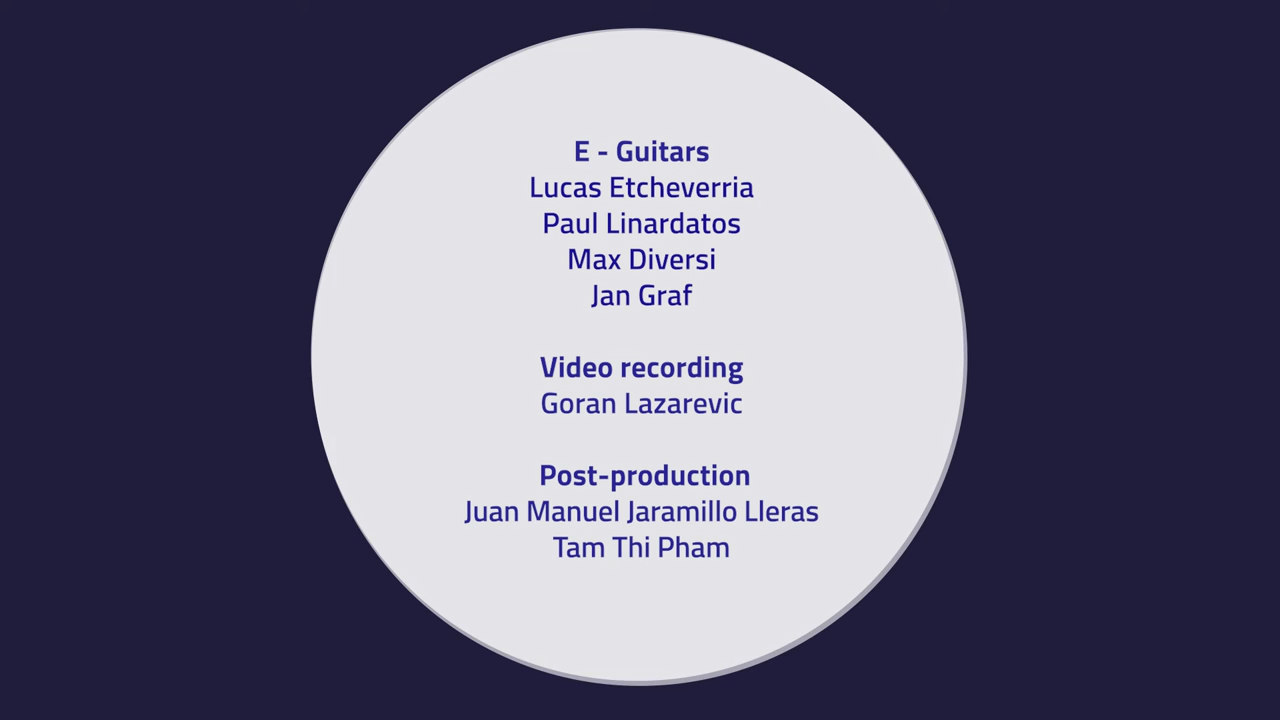 E - Guitars
Lucas Etcheverria
Paul Linardatos
Max Diversi
Jan Graf
Video recording
Goran Lazarevic
Post-production
Juan Manuel Jaramillo Lleras
Tam Thi Pham